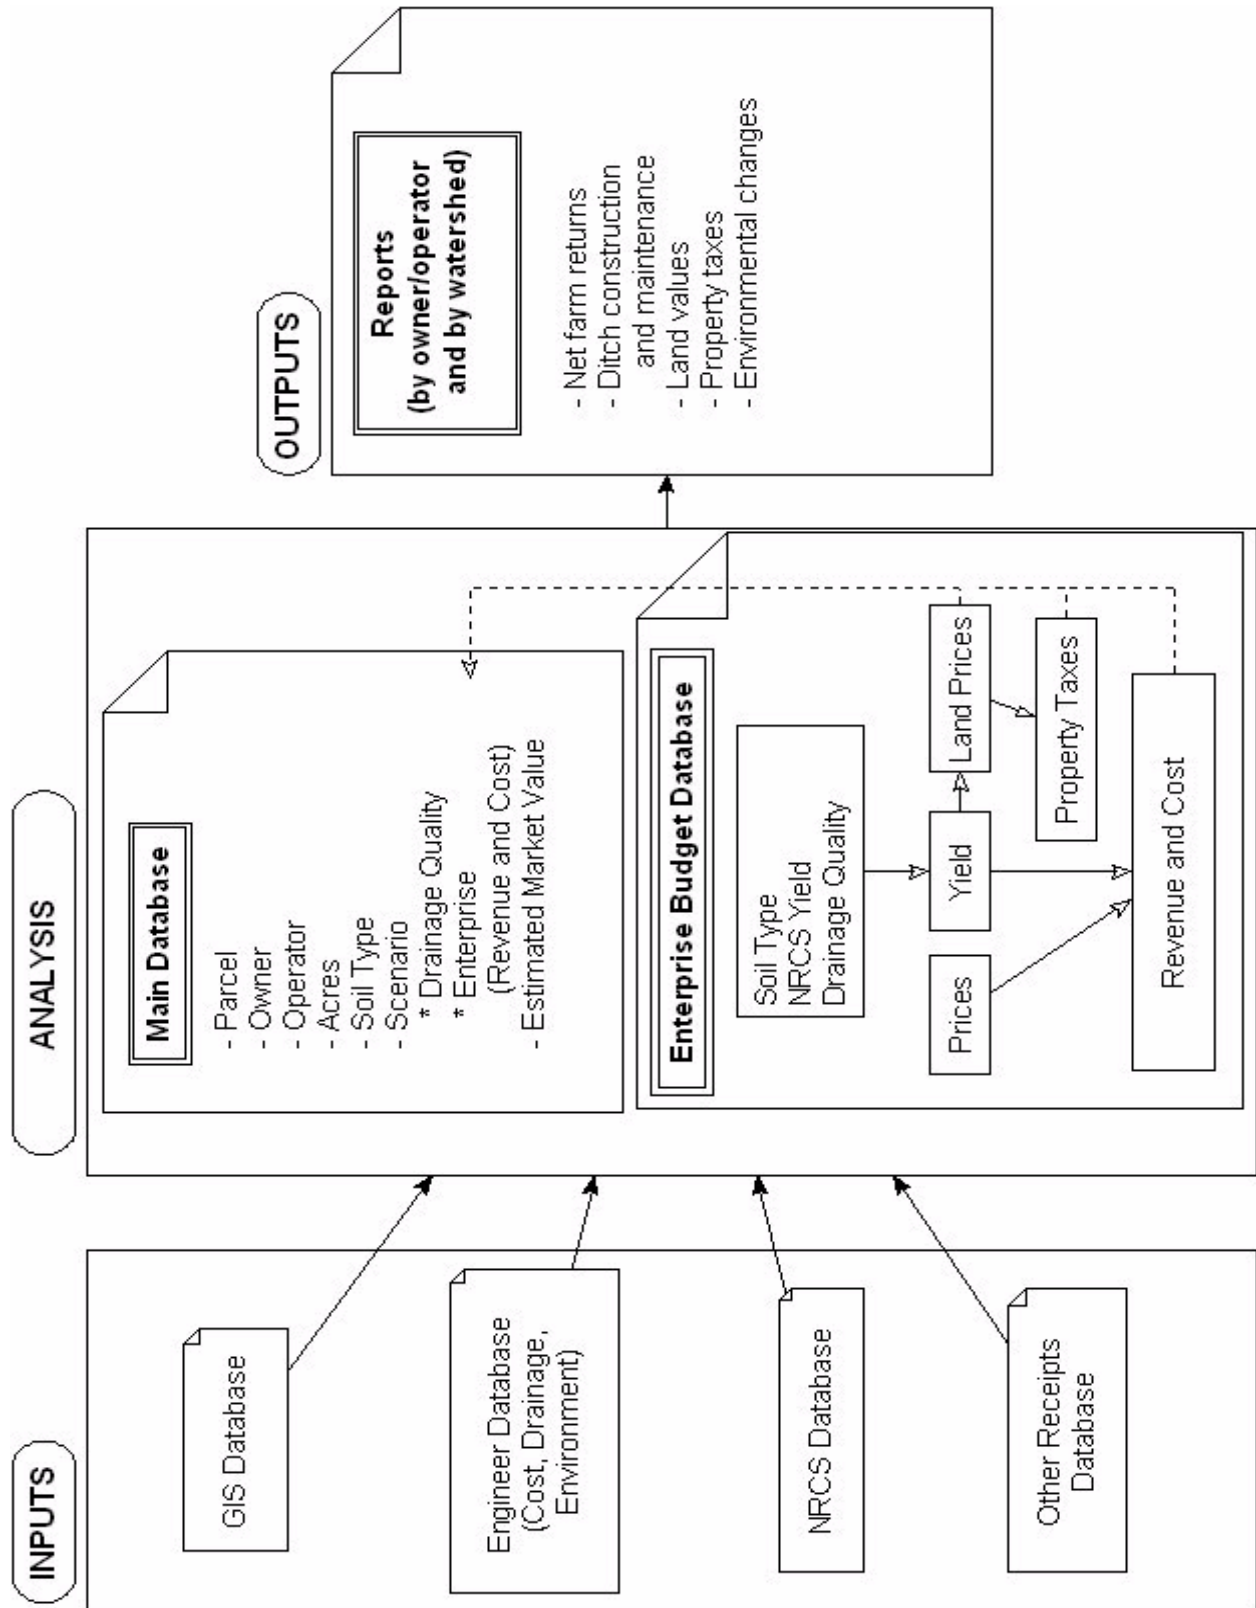 INPUTS
GIS Database
Engineer Database
(Cost, Drainage,
Environment)
NRCS Database
Other Receipts
Database
ANALYSIS
Main Database
- Parcel
- Owner
- Operator
- Acres
- Soil Type
- Scenario
* Drainage Quality
* Enterprise
(Revenue and Cost)
- Estimated Market Value
Enterprise Budget Database
Soil Type
NRCS Yield
Drainage Quality
Prices
Yield
Land Prices
Property Taxes
Revenue and Cost
OUTPUTS
Reports
(by owner/operator
and by watershed)
- Net farm returns
- Ditch construction
and maintenance
- Land values
- Property taxes
- Environmental changes